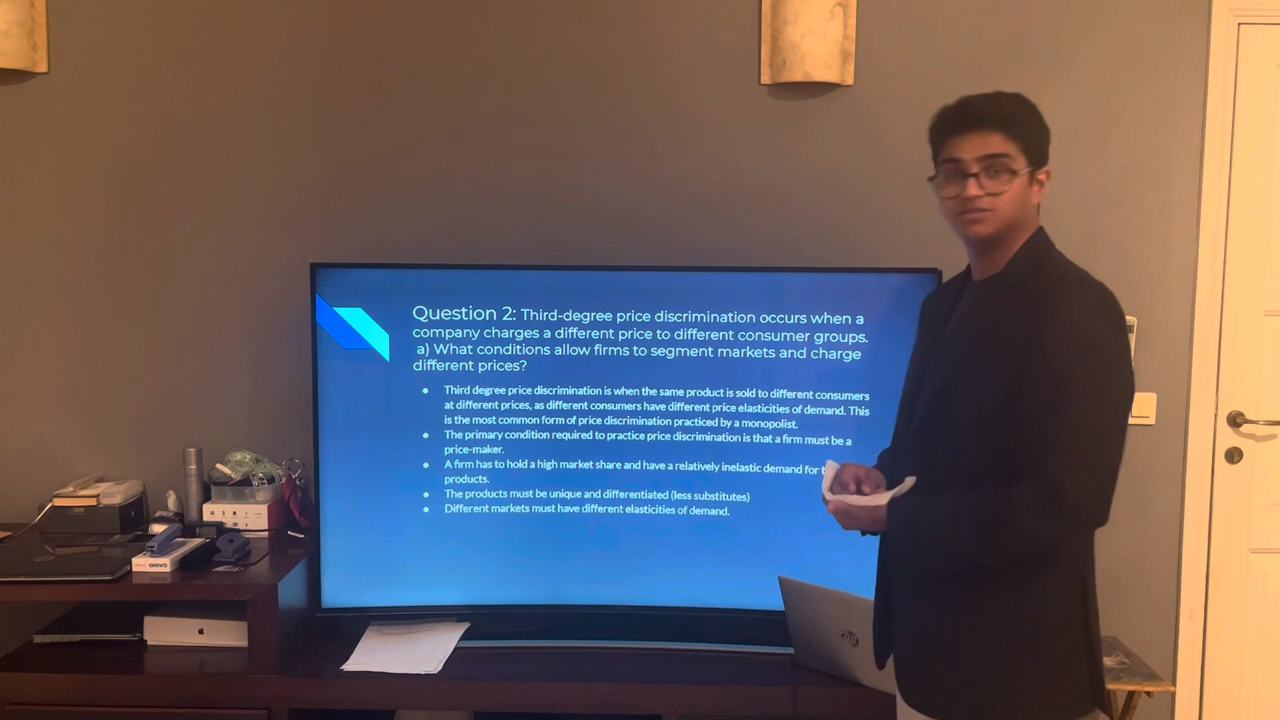 Question 2: Third-degree price discrimination occurs when a
company charges a different price to different consumer groups.
a) What conditions allow firms to segment markets and charge
different prices?
● Third degree price discrimination is when the same product is sold to different consumers
at different prices, as different consumers have different price elasticities of demand. This
is the most common form of price discrimination practiced by a monopolist.
● The primary condition required to practice price discrimination is that a firm must be a
price-maker.
● A firm has to hold a high market share and have a relatively inelastic demand for
products.
● The products must be unique and differentiated (less substitutes)
● Different markets must have different elasticities of demand.
hp